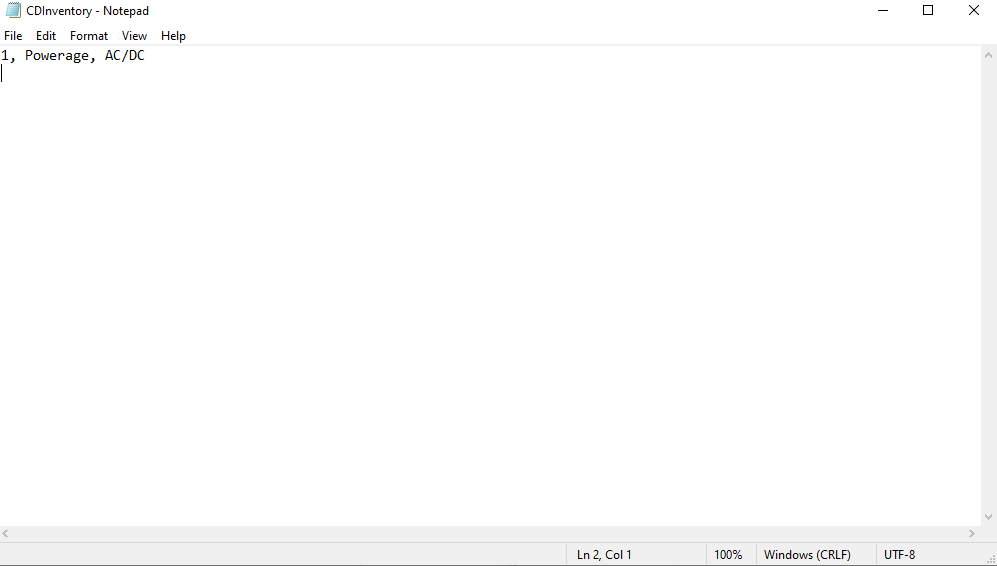 CDInventory - Notepad
File Edit Format View Help
1, Powerage, AC/DC
Ln 2, Col 1 100% Windows (CRLF) UTF-8